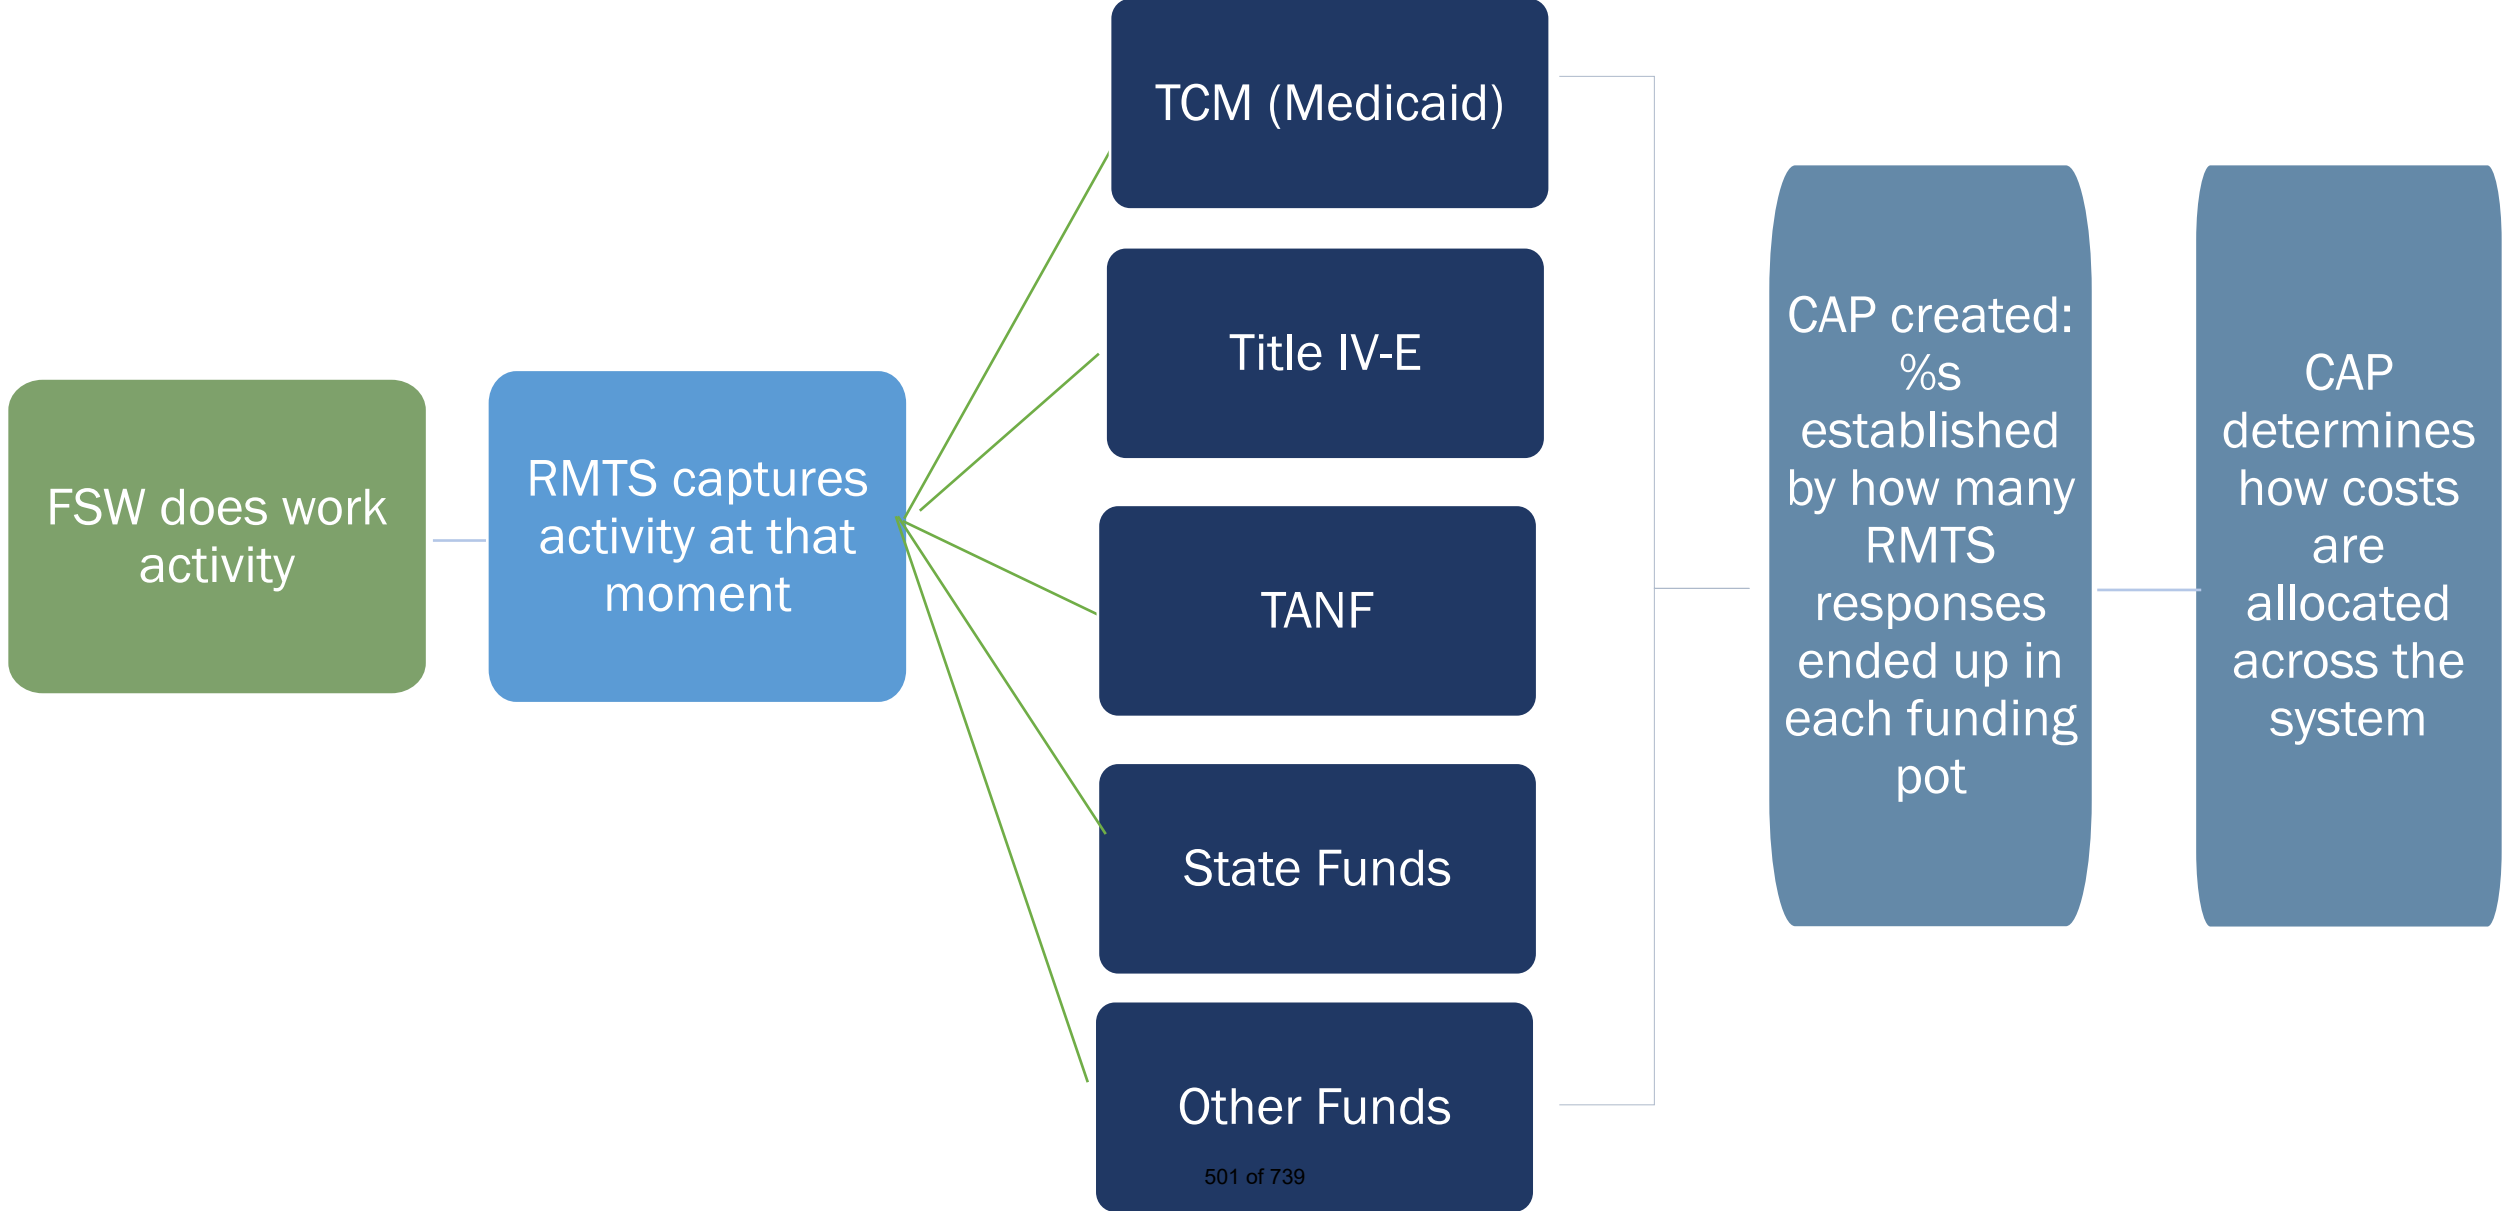 FSW does work
activity
RMTS captures
activity at that
moment
TCM (Medicaid)
Title IV-E
TANF
State Funds
Other Funds
501 of 739
CAP created:
%s
established
by how many
RMTS
responses
ended up in
each funding
pot
CAP
determines
how costs
are
allocated
across the
system